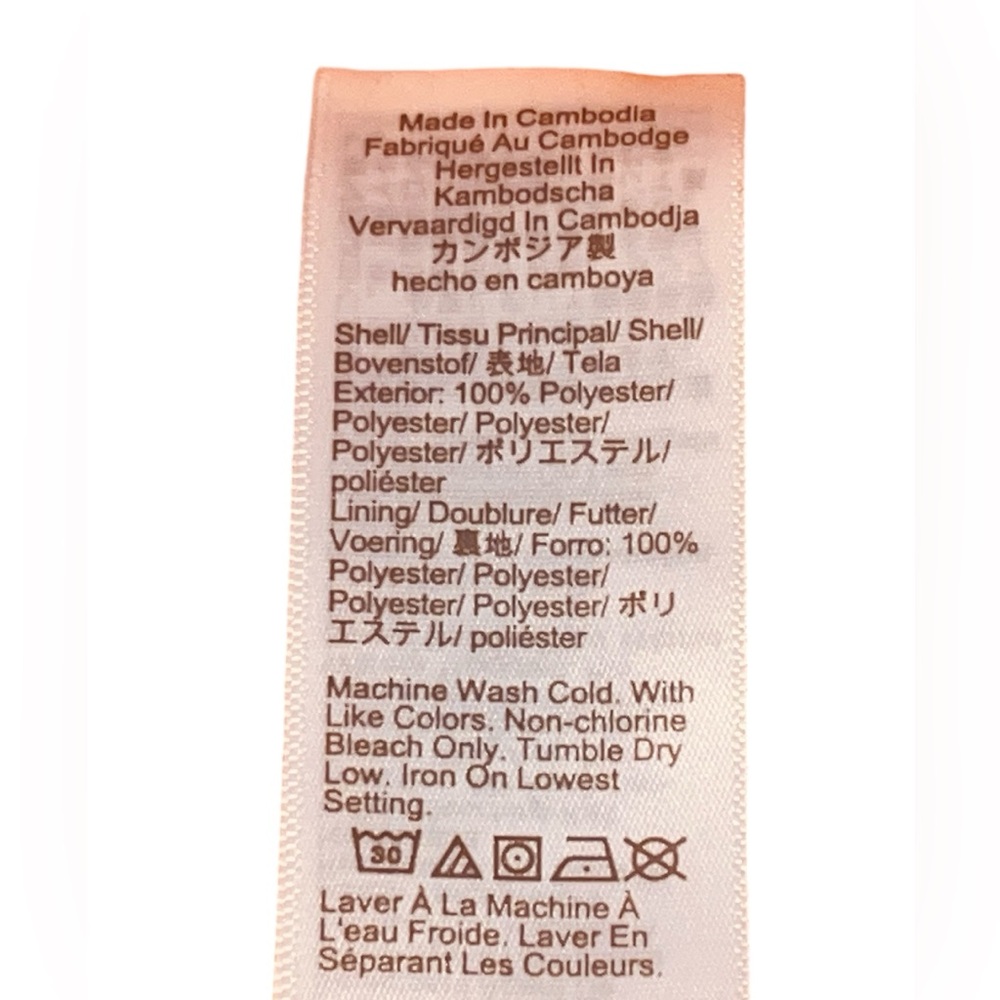 Made In Cambodia
Fabriqué Au Cambodge
Hergestellt In
Kambodscha
Vervaardigd In Cambodja
カンボジア製
hecho en camboya
Shell/ Tissu Principal/ Shell/
Bovenstof/ 表地/ Tela
Exterior: 100% Polyester/
Polyester/ Polyester/
Polyester/ ポリエステル/
poliéster
Lining/ Doublure/ Futter/
Voering/ 裏地/ Forro: 100%
Polyester/ Polyester/
Polyester/ Polyester/ ポリ
エステル/ poliéster
Machine Wash Cold. With
Like Colors. Non-chlorine
Bleach Only. Tumble Dry
Low. Iron On Lowest
Setting.
30
Laver À La Machine À
L'eau Froide. Laver En
Séparant Les Couleurs.